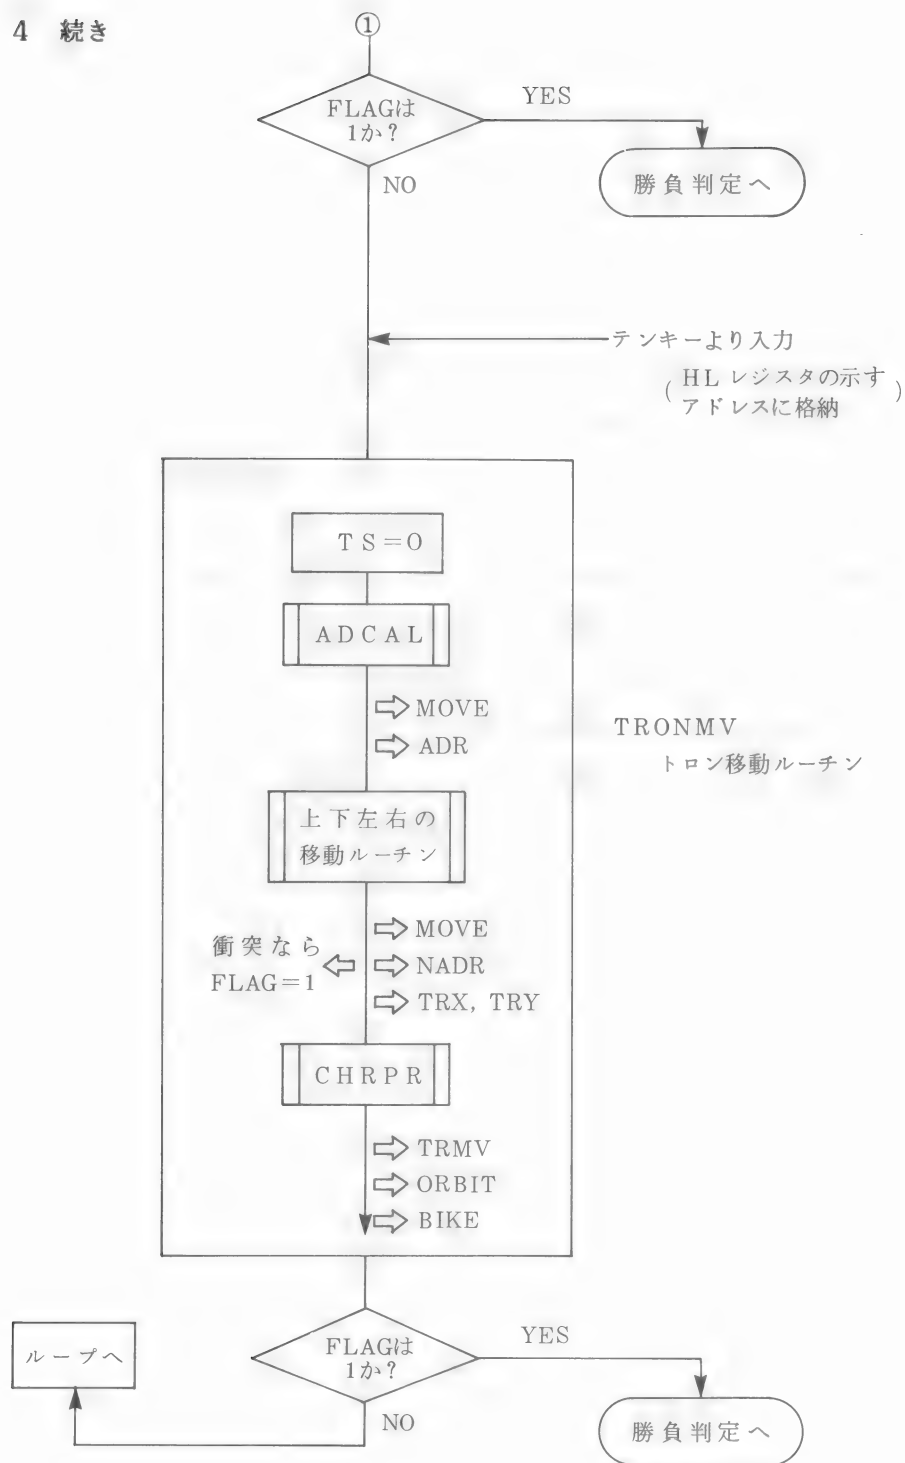 4 続き
①
FLAGは
1か?
YES
勝負判定へ
NO
テンキーより入力
(HLレジスタの示す
アドレスに格納)
TS=0
ADCAL
MOVE
ADR
TRONMV
トロン移動ルーチン
上下左右の
移動ルーチン
衝突なら
FLAG=1
MOVE
NADR
TRX, TRY
CHRPR
TRMV
ORBIT
BIKE
FLAGは
1か?
YES
ループへ
NO
勝負判定へ